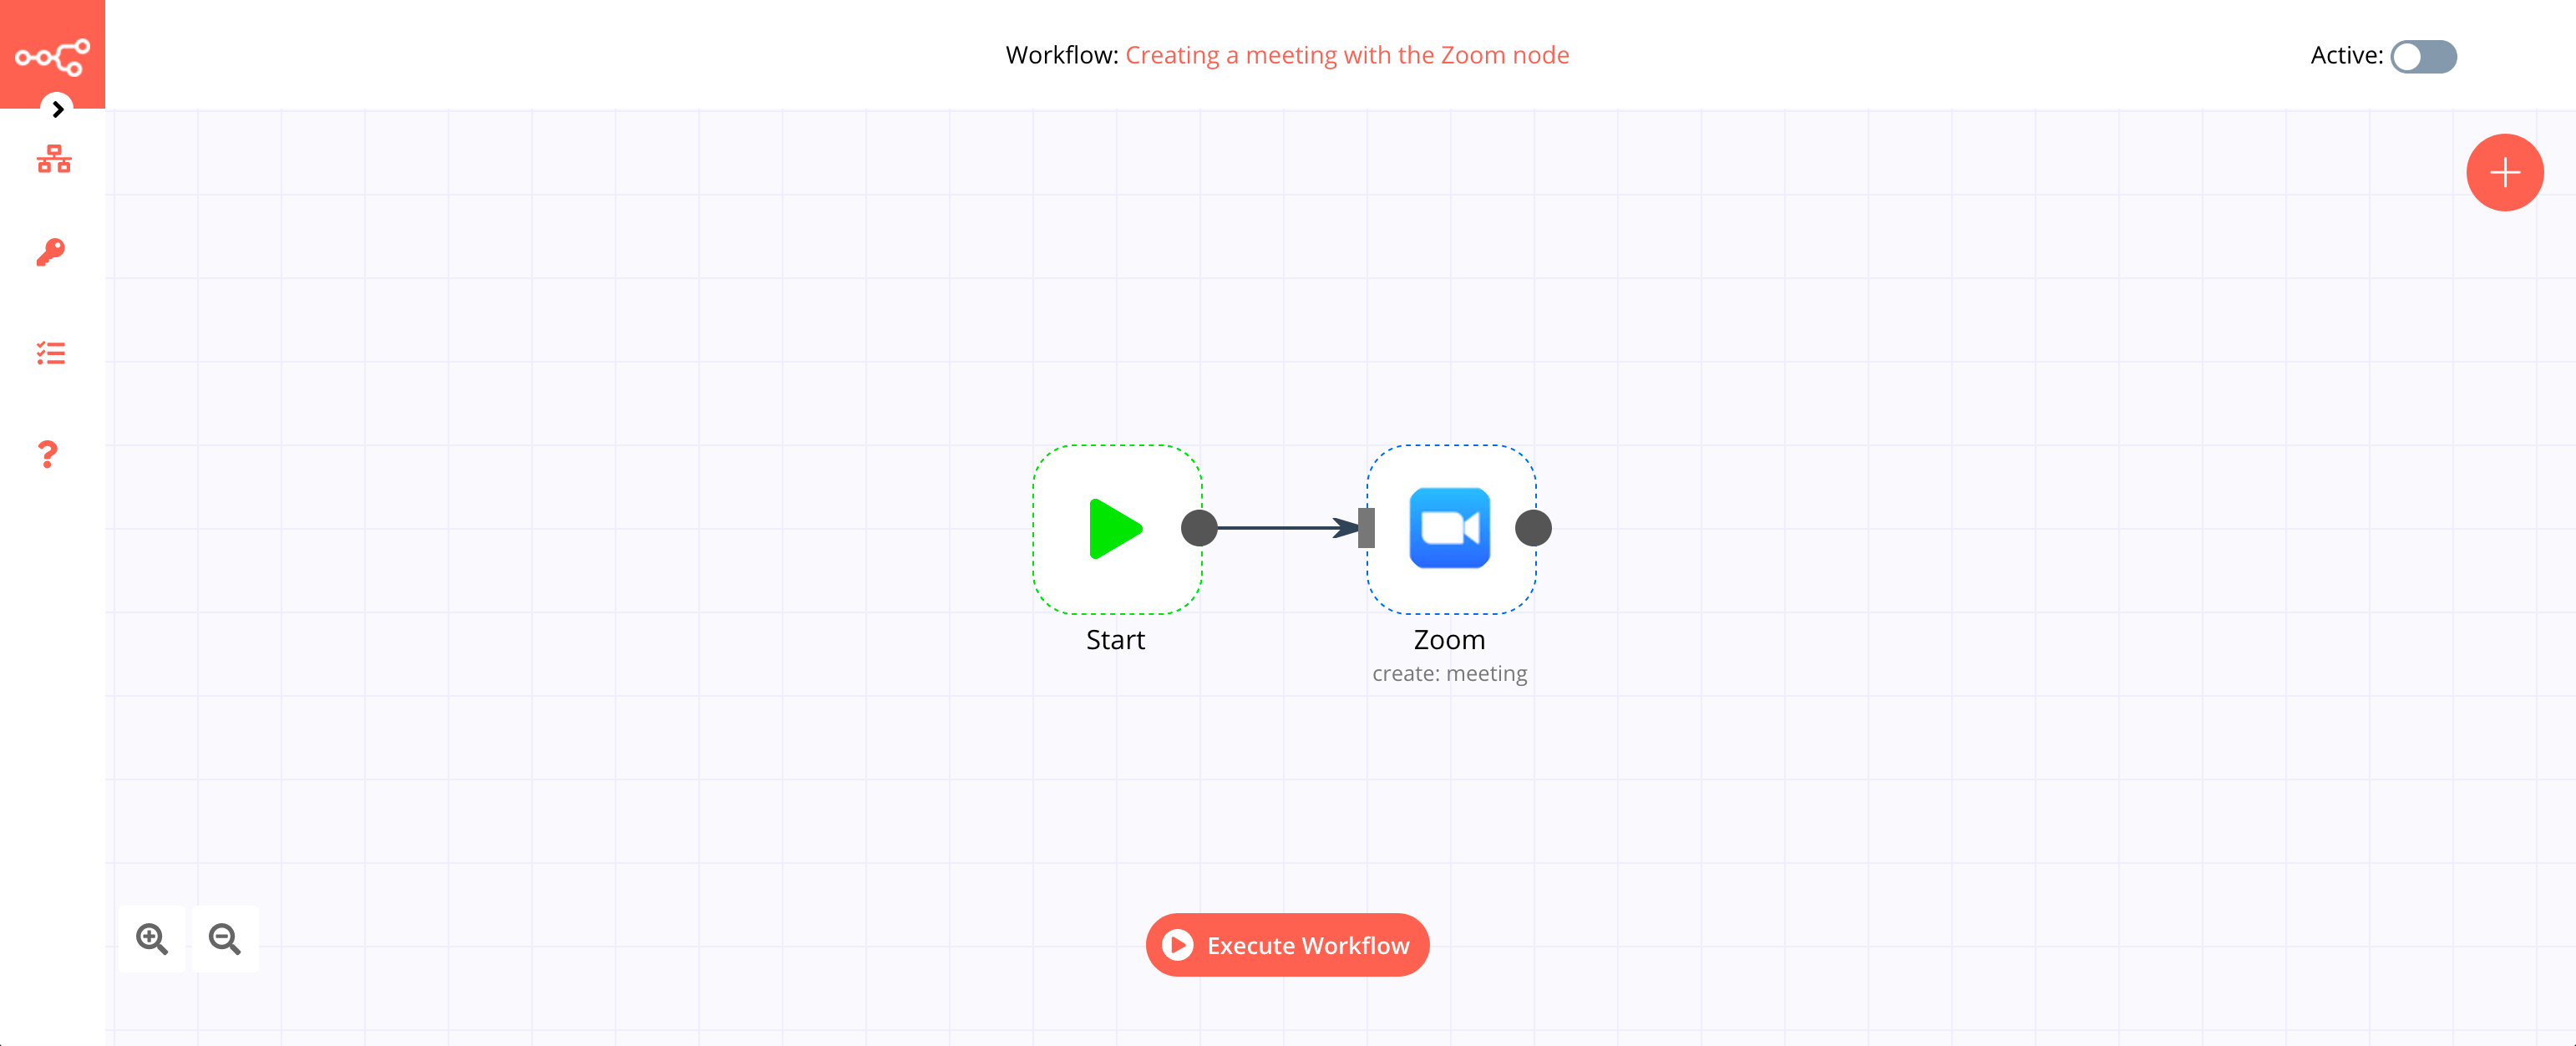 Workflow: Creating a meeting with the Zoom node
Active:
Start
Zoom
create: meeting
Execute Workflow